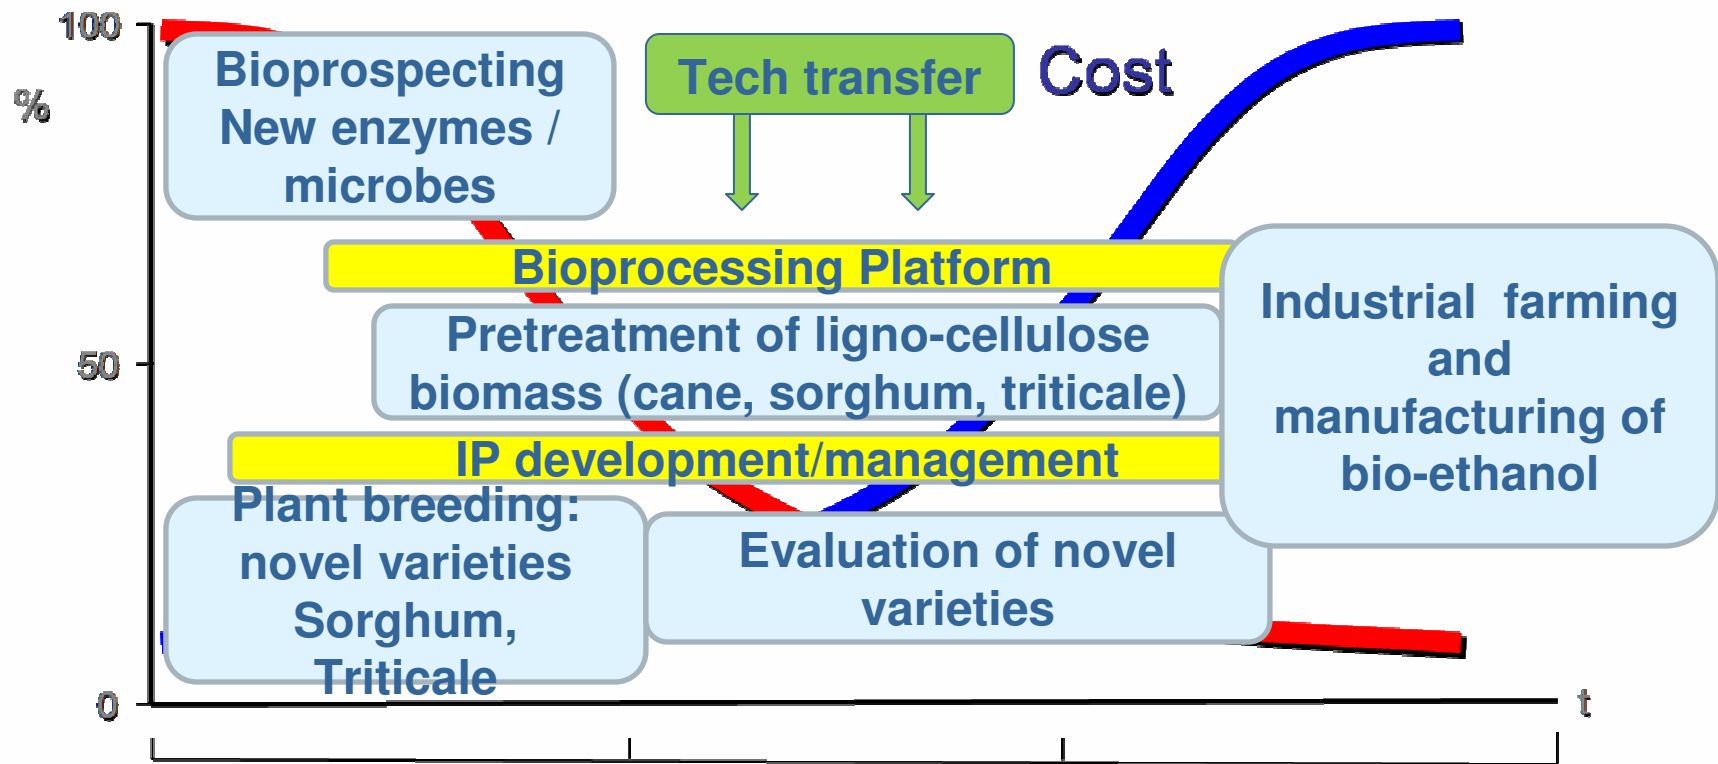 100
%
Bioprospecting
New enzymes /
microbes
Tech transfer
Cost
Bioprocessing Platform
Pretreatment of ligno-cellulose
biomass (cane, sorghum, triticale)
50
IP development/management
Industrial farming
and
manufacturing of
bio-ethanol
Plant breeding:
novel varieties
Sorghum,
Triticale
Evaluation of novel
varieties
0
t